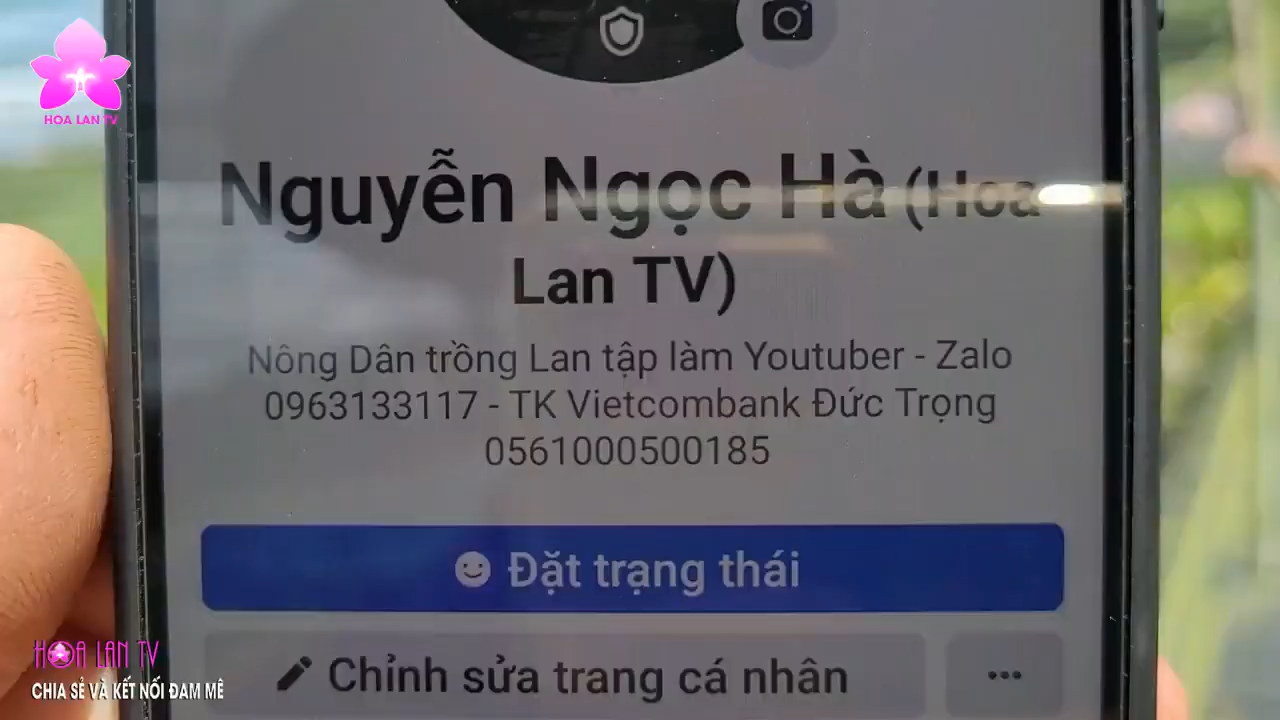 HOA LAN TV
Nguyễn Ngọc Hà (Hoa
Lan TV)
Nông Dân trồng Lan tập làm Youtuber - Zalo
0963133117 - TK Vietcombank Đức Trọng
0561000500185
Đặt trạng thái
Chỉnh sửa trang cá nhân
HOA LAN TV
CHIA SẺ VÀ KẾT NỐI ĐAM MÊ